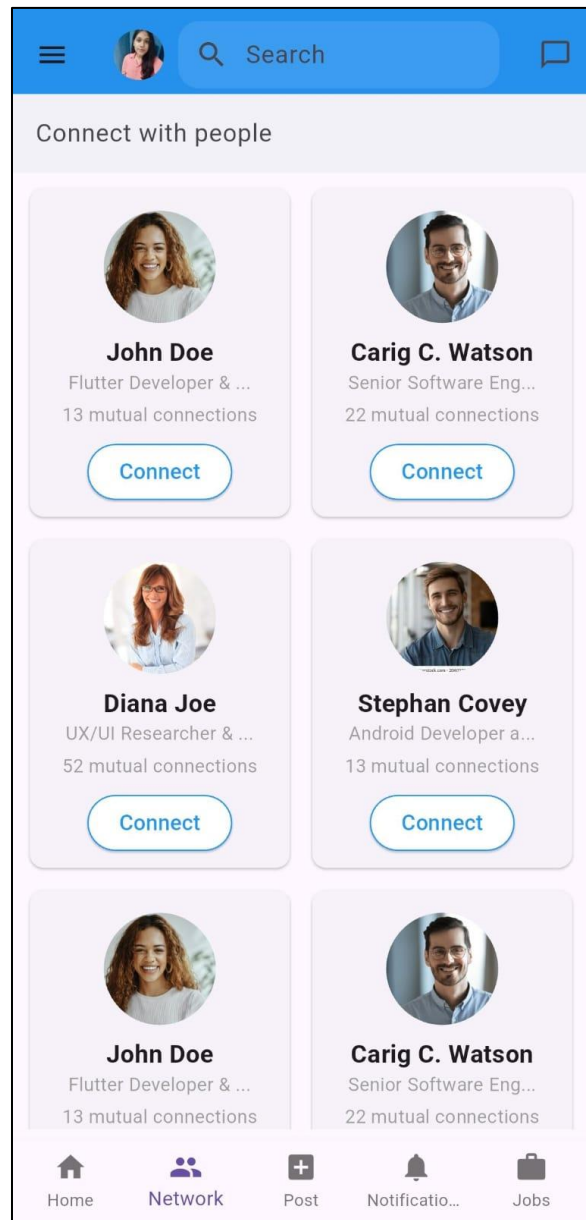 Search
Connect with people
John Doe
Flutter Developer & ...
13 mutual connections
Connect
Carig C. Watson
Senior Software Eng...
22 mutual connections
Connect
Diana Joe
UX/UI Researcher & ...
52 mutual connections
Connect
Stephan Covey
Android Developer a...
13 mutual connections
Connect
John Doe
Flutter Developer & ...
13 mutual connections
Carig C. Watson
Senior Software Eng...
22 mutual connections
Home
Network
Post
Notificatio...
Jobs